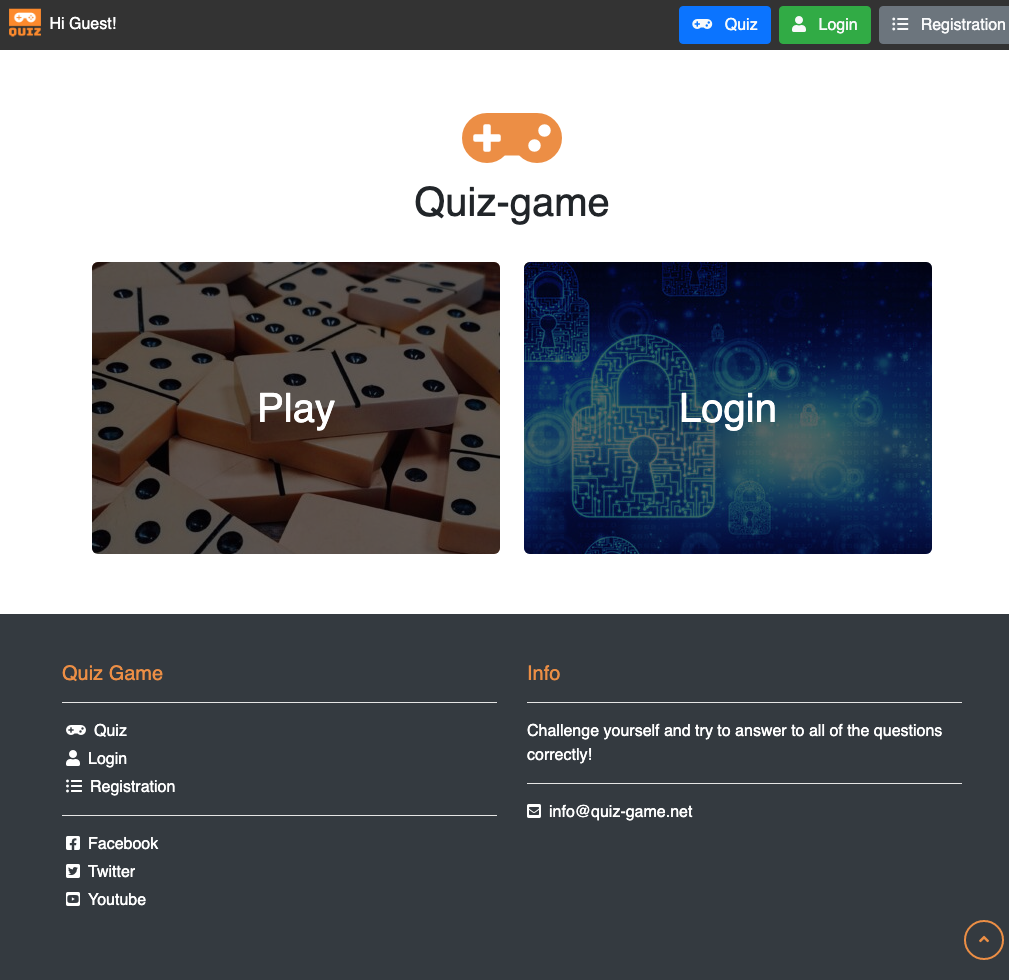 QUIZ
Hi Guest!
Quiz
Login
Registration
Quiz-game
Play
Login
Quiz Game
Quiz
Login
Registration
Facebook
Twitter
Youtube
Info
Challenge yourself and try to answer to all of the questions
correctly!
info@quiz-game.net